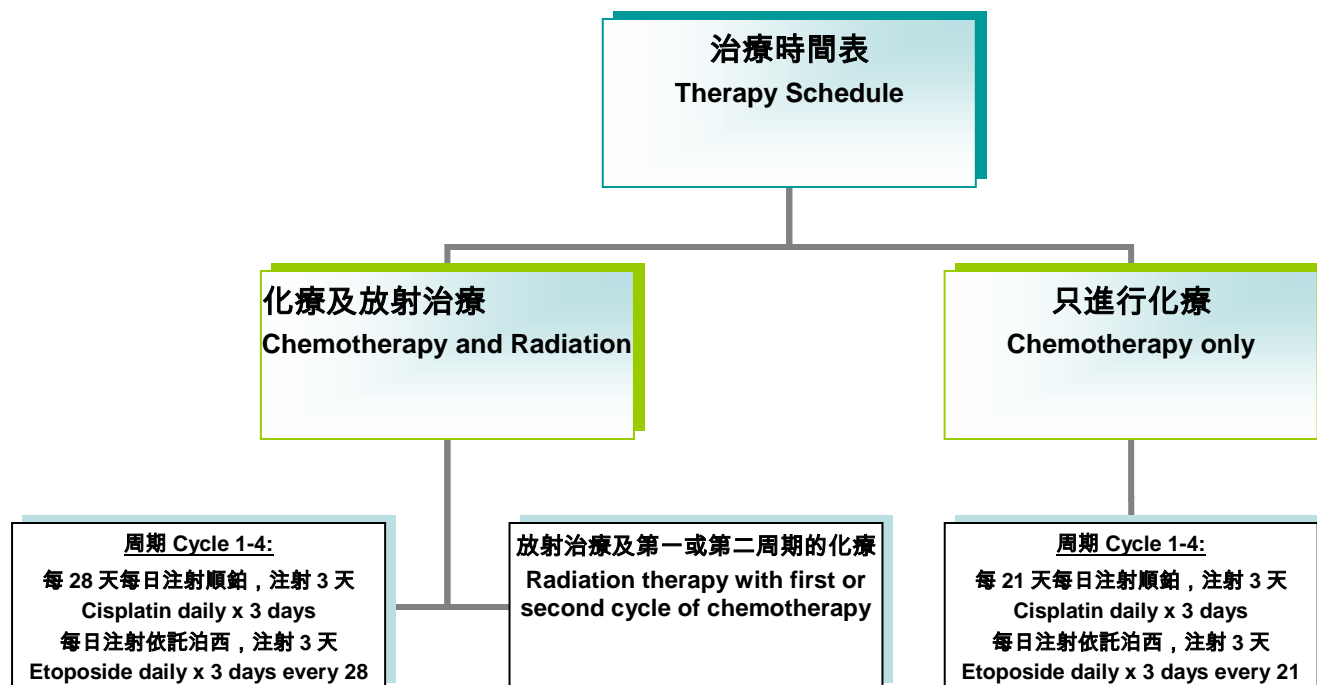 治療時間表
Therapy Schedule
化療及放射治療
Chemotherapy and Radiation
只進行化療
Chemotherapy only
周期 Cycle 1-4:
每 28 天每日注射順鉑，注射 3 天
Cisplatin daily x 3 days
每日注射依託泊西，注射 3 天
Etoposide daily x 3 days every 28
放射治療及第一或第二周期的化療
Radiation therapy with first or
second cycle of chemotherapy
周期 Cycle 1-4:
每 21 天每日注射順鉑，注射 3 天
Cisplatin daily x 3 days
每日注射依託泊西，注射 3 天
Etoposide daily x 3 days every 21